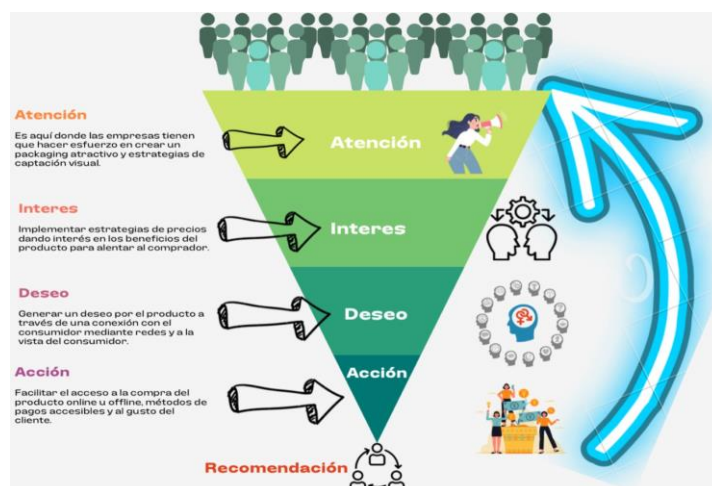 Atención
Es aquí donde las empresas tienen
que hacer esfuerzo en crear un
packaging atractivo y estrategias de
captación visual.
Atención
Interes
Implementar estrategias de precios
dando interés en los beneficios del
producto para alentar al comprador.
Interes
Deseo
Generar un deseo por el producto a
través de una conexión con el
consumidor mediante redes y a la
vista del consumidor.
Deseo
Acción
Facilitar el acceso a la compra del
producto online u offline, métodos de
pagos accesibles y al gusto del
cliente.
Acción
Recomendación